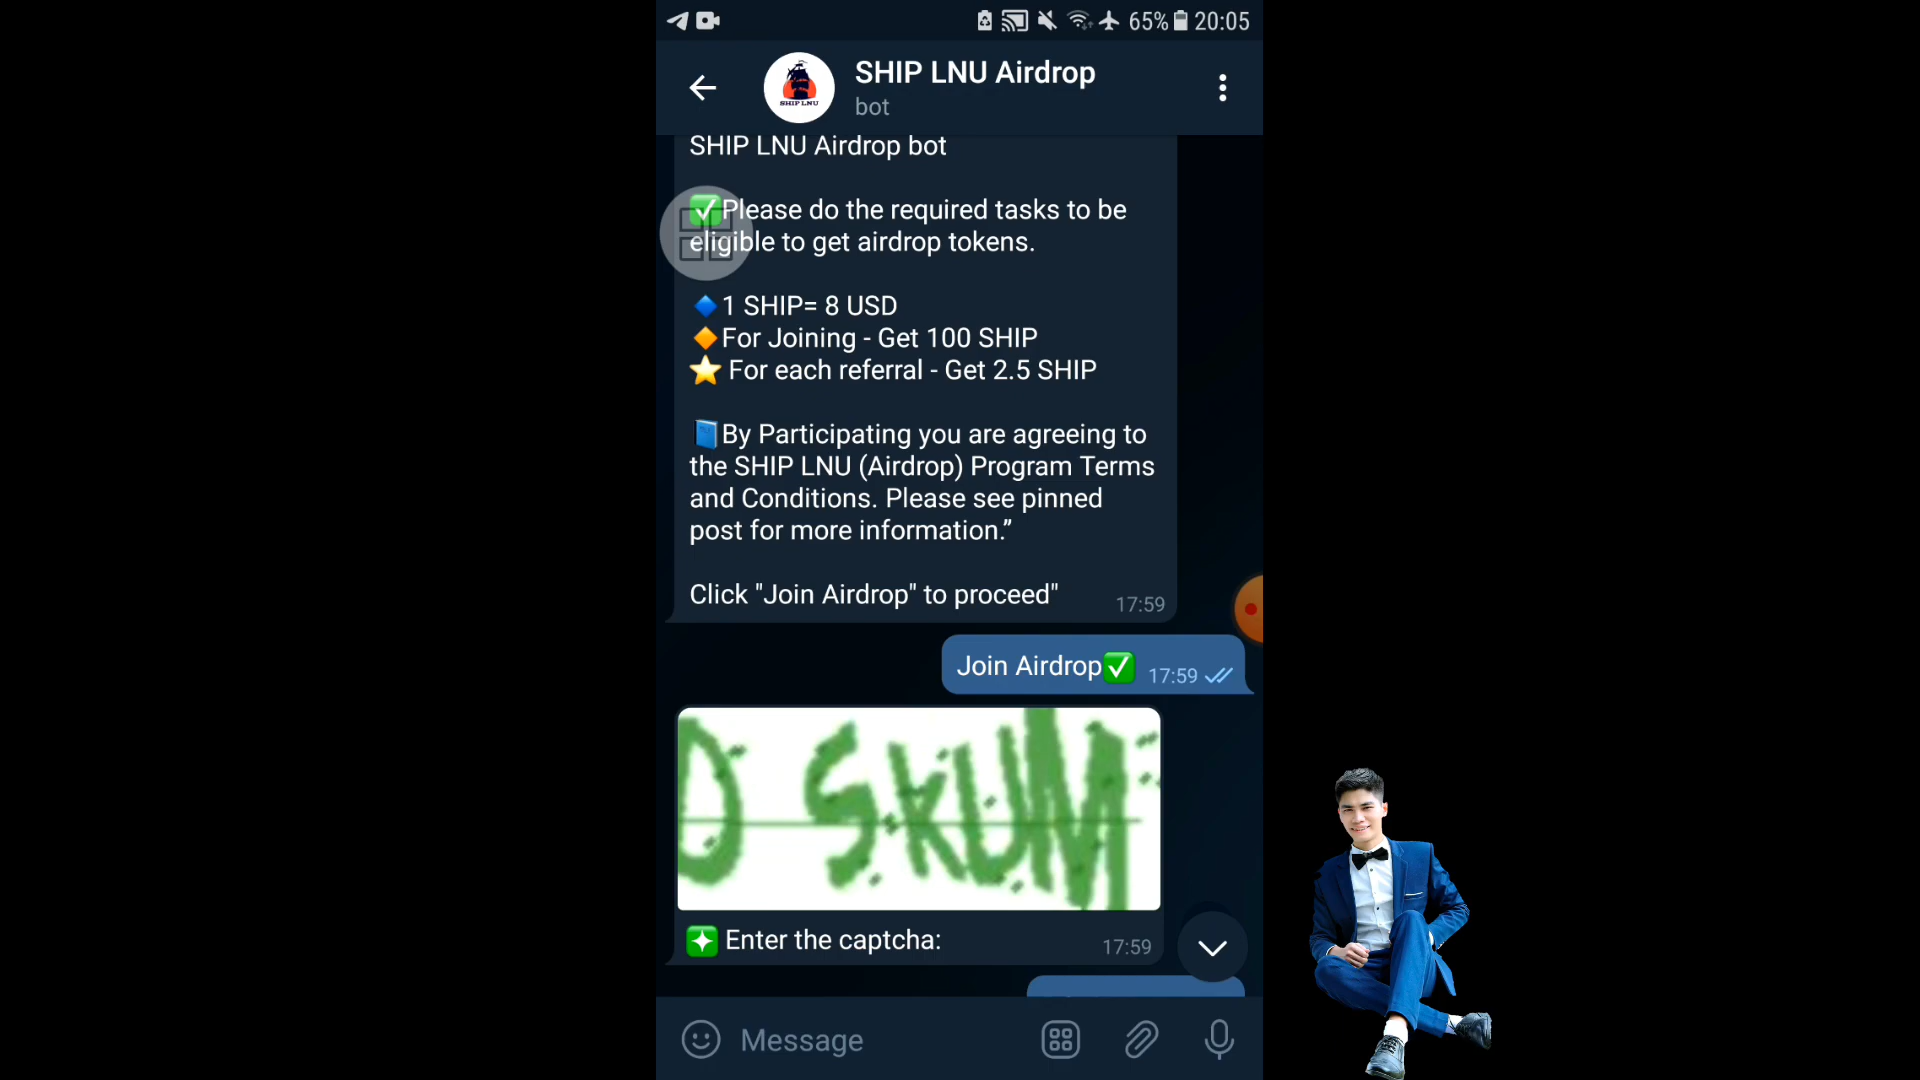 65% 20:05
SHIP LNU Airdrop
bot
SHIP LNU
SHIP LNU Airdrop bot
✅Please do the required tasks to be
eligible to get airdrop tokens.
🔷1 SHIP= 8 USD
🔶For Joining - Get 100 SHIP
⭐ For each referral - Get 2.5 SHIP
📘By Participating you are agreeing to
the SHIP LNU (Airdrop) Program Terms
and Conditions. Please see pinned
post for more information.”
Click "Join Airdrop" to proceed"
17:59
Join Airdrop✅ 17:59
Enter the captcha:
17:59
Message